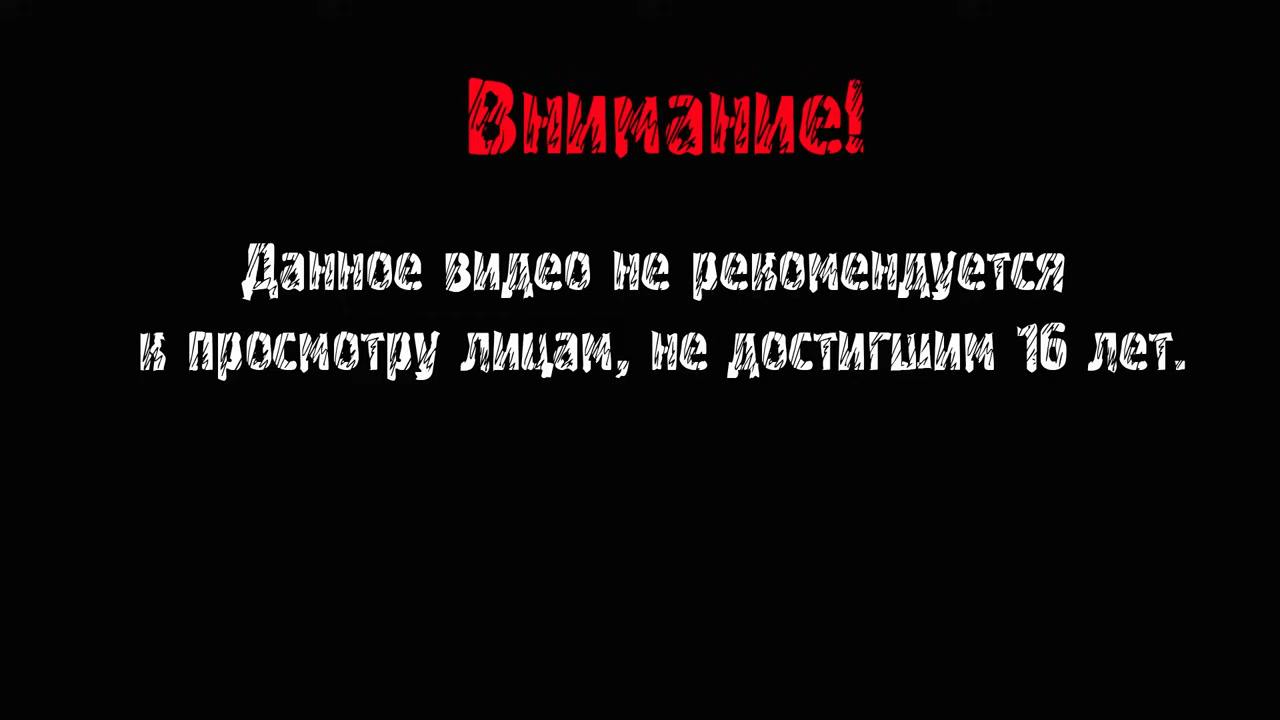 Внимание!
Данное видео не рекомендуется
к просмотру лицам, не достигшим 16 лет.